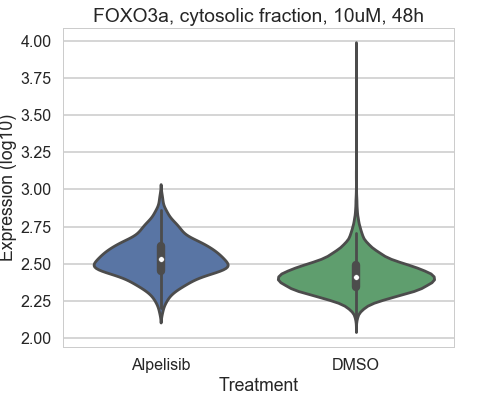 FOXO3a, cytosolic fraction, 10uM, 48h
4.00
3.75
3.50
3.25
3.00
2.75
2.50
2.25
2.00
Expression (log10)
Alpelisib DMSO
Treatment